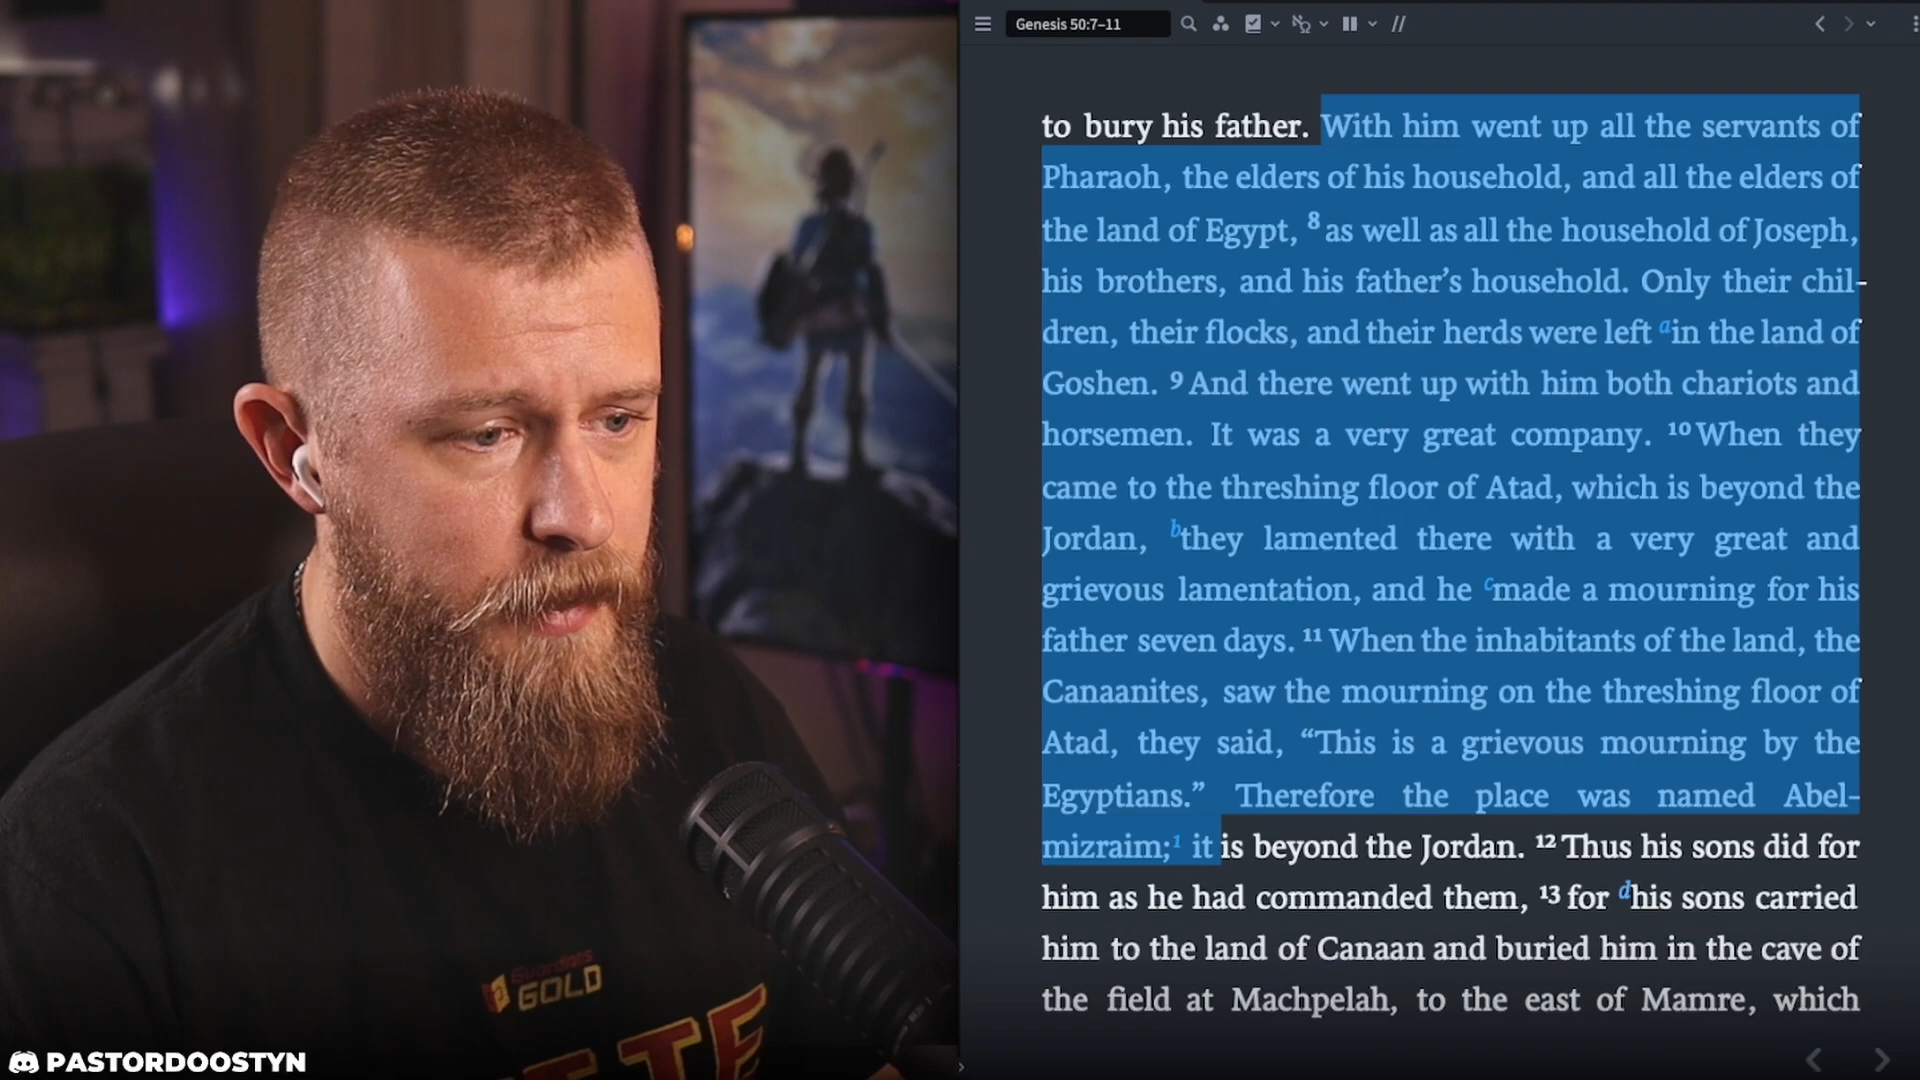 Genesis 50:7–11
to bury his father. With him went up all the servants of
Pharaoh, the elders of his household, and all the elders of
the land of Egypt, 8 as well as all the household of Joseph,
his brothers, and his father’s household. Only their chil-
dren, their flocks, and their herds were left a in the land of
Goshen. 9 And there went up with him both chariots and
horsemen. It was a very great company. 10 When they
came to the threshing floor of Atad, which is beyond the
Jordan, b they lamented there with a very great and
grievous lamentation, and he c made a mourning for his
father seven days. 11 When the inhabitants of the land, the
Canaanites, saw the mourning on the threshing floor of
Atad, they said, “This is a grievous mourning by the
Egyptians.” Therefore the place was named Abel-
mizraim; 1 it is beyond the Jordan. 12 Thus his sons did for
him as he had commanded them, 13 for d his sons carried
him to the land of Canaan and buried him in the cave of
the field at Machpelah, to the east of Mamre, which
Guardians
GOLD
PASTORDOOSTYN